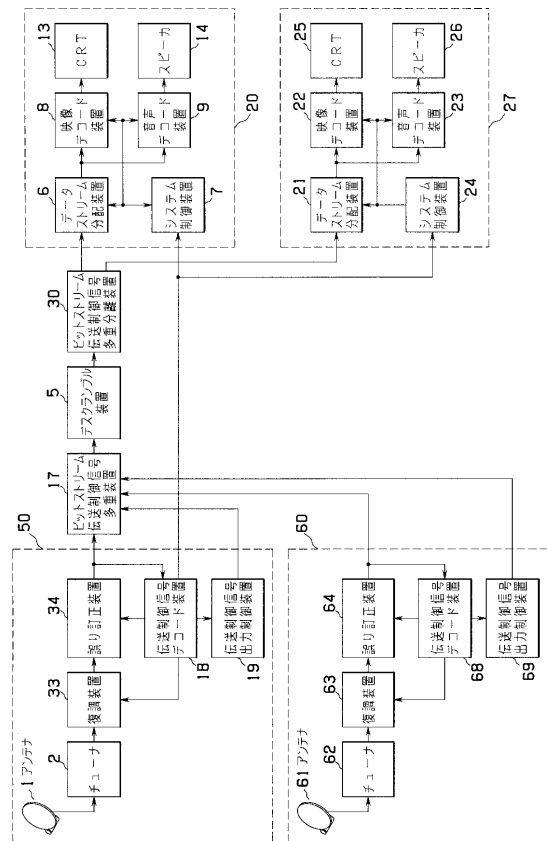 50
1 アンテナ
2
チューナ
33
復調装置
34
誤り訂正装置
伝送制御信号
デコード装置
18
伝送制御信号
出力制御装置
19
17
ビットストリーム
伝送制御信号
多重装置
5
デスクランブル
装置
30
ビットストリーム
伝送制御信号
多重分離装置
6
データ
ストリーム
分配装置
8
映像
デコード
装置
13
CRT
システム
制御装置
7
音声
デコード
装置
9
スピーカ
14
20
60
61 アンテナ
62
チューナ
63
復調装置
64
誤り訂正装置
伝送制御信号
デコード装置
68
伝送制御信号
出力制御装置
69
21
データ
ストリーム
分配装置
22
映像
デコード
装置
25
CRT
システム
制御装置
24
音声
デコード
装置
23
スピーカ
26
27